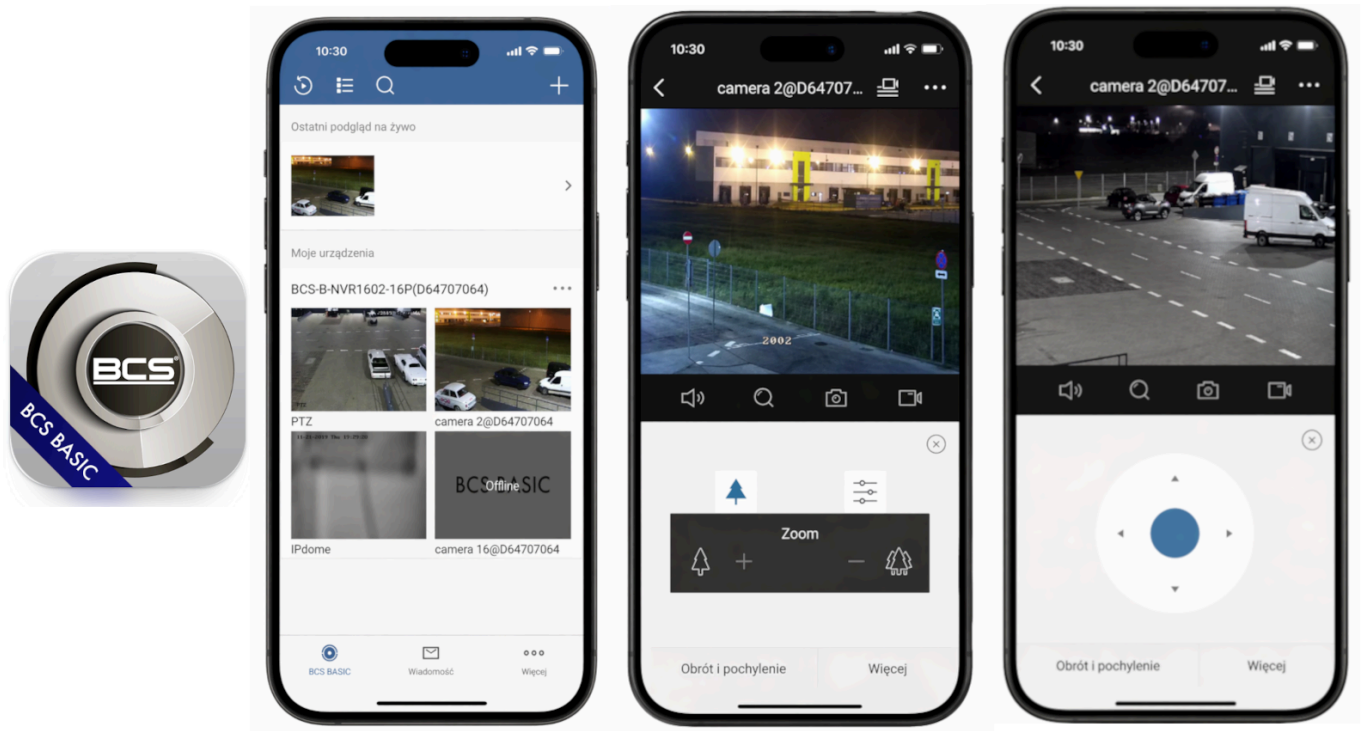 BCS
BCS BASIC
10:30
Ostatni podgląd na żywo
Moje urządzenia
BCS-B-NVR1602-16P(D64707064)
PTZ
PTZ
camera 2@D64707064
BCS BASIC
Offline
IPdome
camera 16@D64707064
BCS BASIC
Wiadomość
Więcej
10:30
camera 2@D64707...
2002
Zoom
Obrót i pochylenie
Więcej
10:30
camera 2@D64707...
Obrót i pochylenie
Więcej